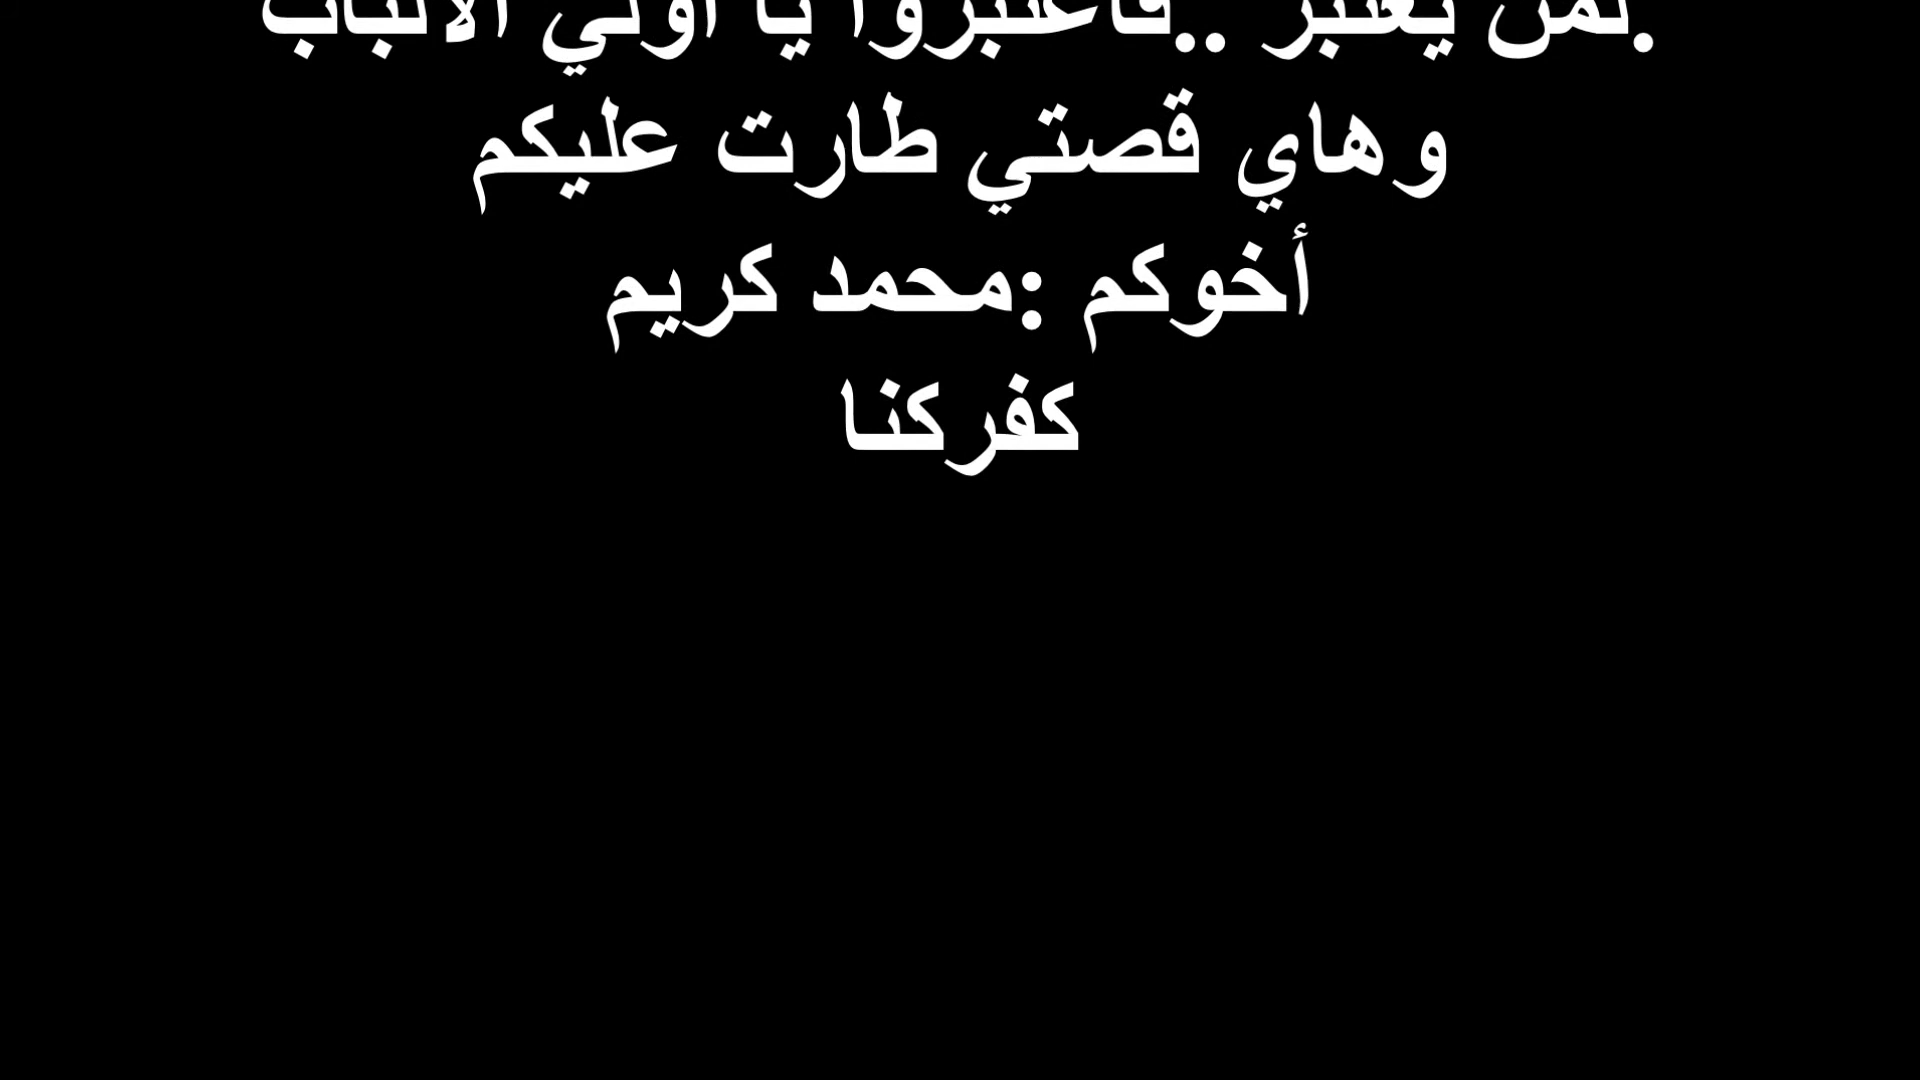 .لمن يعتبر ..فاعتبروا يا أولي الألباب
وهاي قصتي طارت عليكم
أخوكم :محمد كريم
كفركنا